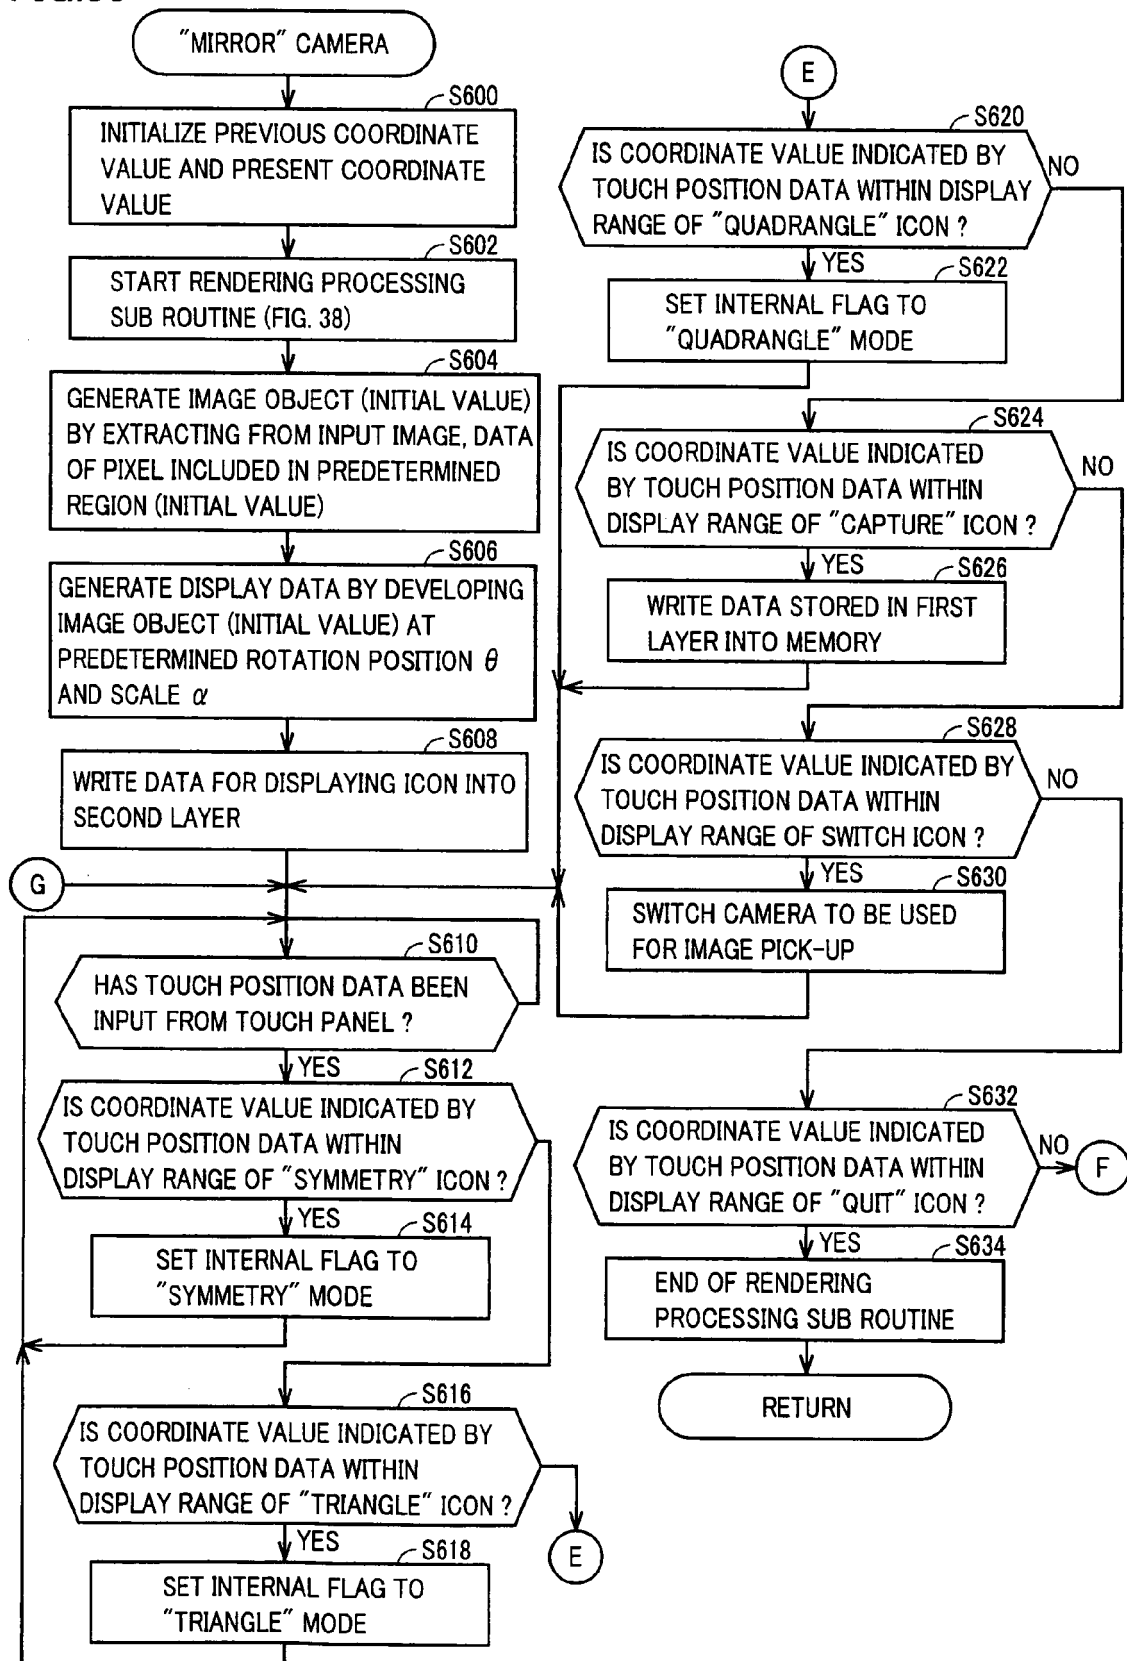 "MIRROR" CAMERA
S600
INITIALIZE PREVIOUS COORDINATE
VALUE AND PRESENT COORDINATE
VALUE
S602
START RENDERING PROCESSING
SUB ROUTINE (FIG. 38)
S604
GENERATE IMAGE OBJECT (INITIAL VALUE)
BY EXTRACTING FROM INPUT IMAGE, DATA
OF PIXEL INCLUDED IN PREDETERMINED
REGION (INITIAL VALUE)
S606
GENERATE DISPLAY DATA BY DEVELOPING
IMAGE OBJECT (INITIAL VALUE) AT
PREDETERMINED ROTATION POSITION θ
AND SCALE α
S608
WRITE DATA FOR DISPLAYING ICON INTO
SECOND LAYER
G
S610
HAS TOUCH POSITION DATA BEEN
INPUT FROM TOUCH PANEL ?
YES
S612
IS COORDINATE VALUE INDICATED BY
TOUCH POSITION DATA WITHIN
DISPLAY RANGE OF "SYMMETRY" ICON ?
YES
S614
SET INTERNAL FLAG TO
"SYMMETRY" MODE
S616
IS COORDINATE VALUE INDICATED BY
TOUCH POSITION DATA WITHIN
DISPLAY RANGE OF "TRIANGLE" ICON ?
YES
E
S618
SET INTERNAL FLAG TO
"TRIANGLE" MODE
E
S620
IS COORDINATE VALUE INDICATED BY
TOUCH POSITION DATA WITHIN DISPLAY
RANGE OF "QUADRANGLE" ICON ?
NO
YES
S622
SET INTERNAL FLAG TO
"QUADRANGLE" MODE
S624
IS COORDINATE VALUE INDICATED
BY TOUCH POSITION DATA WITHIN
DISPLAY RANGE OF "CAPTURE" ICON ?
NO
YES
S626
WRITE DATA STORED IN FIRST
LAYER INTO MEMORY
S628
IS COORDINATE VALUE INDICATED BY
TOUCH POSITION DATA WITHIN
DISPLAY RANGE OF SWITCH ICON ?
NO
YES
S630
SWITCH CAMERA TO BE USED
FOR IMAGE PICK-UP
S632
IS COORDINATE VALUE INDICATED
BY TOUCH POSITION DATA WITHIN
DISPLAY RANGE OF "QUIT" ICON ?
NO
F
YES
S634
END OF RENDERING
PROCESSING SUB ROUTINE
RETURN